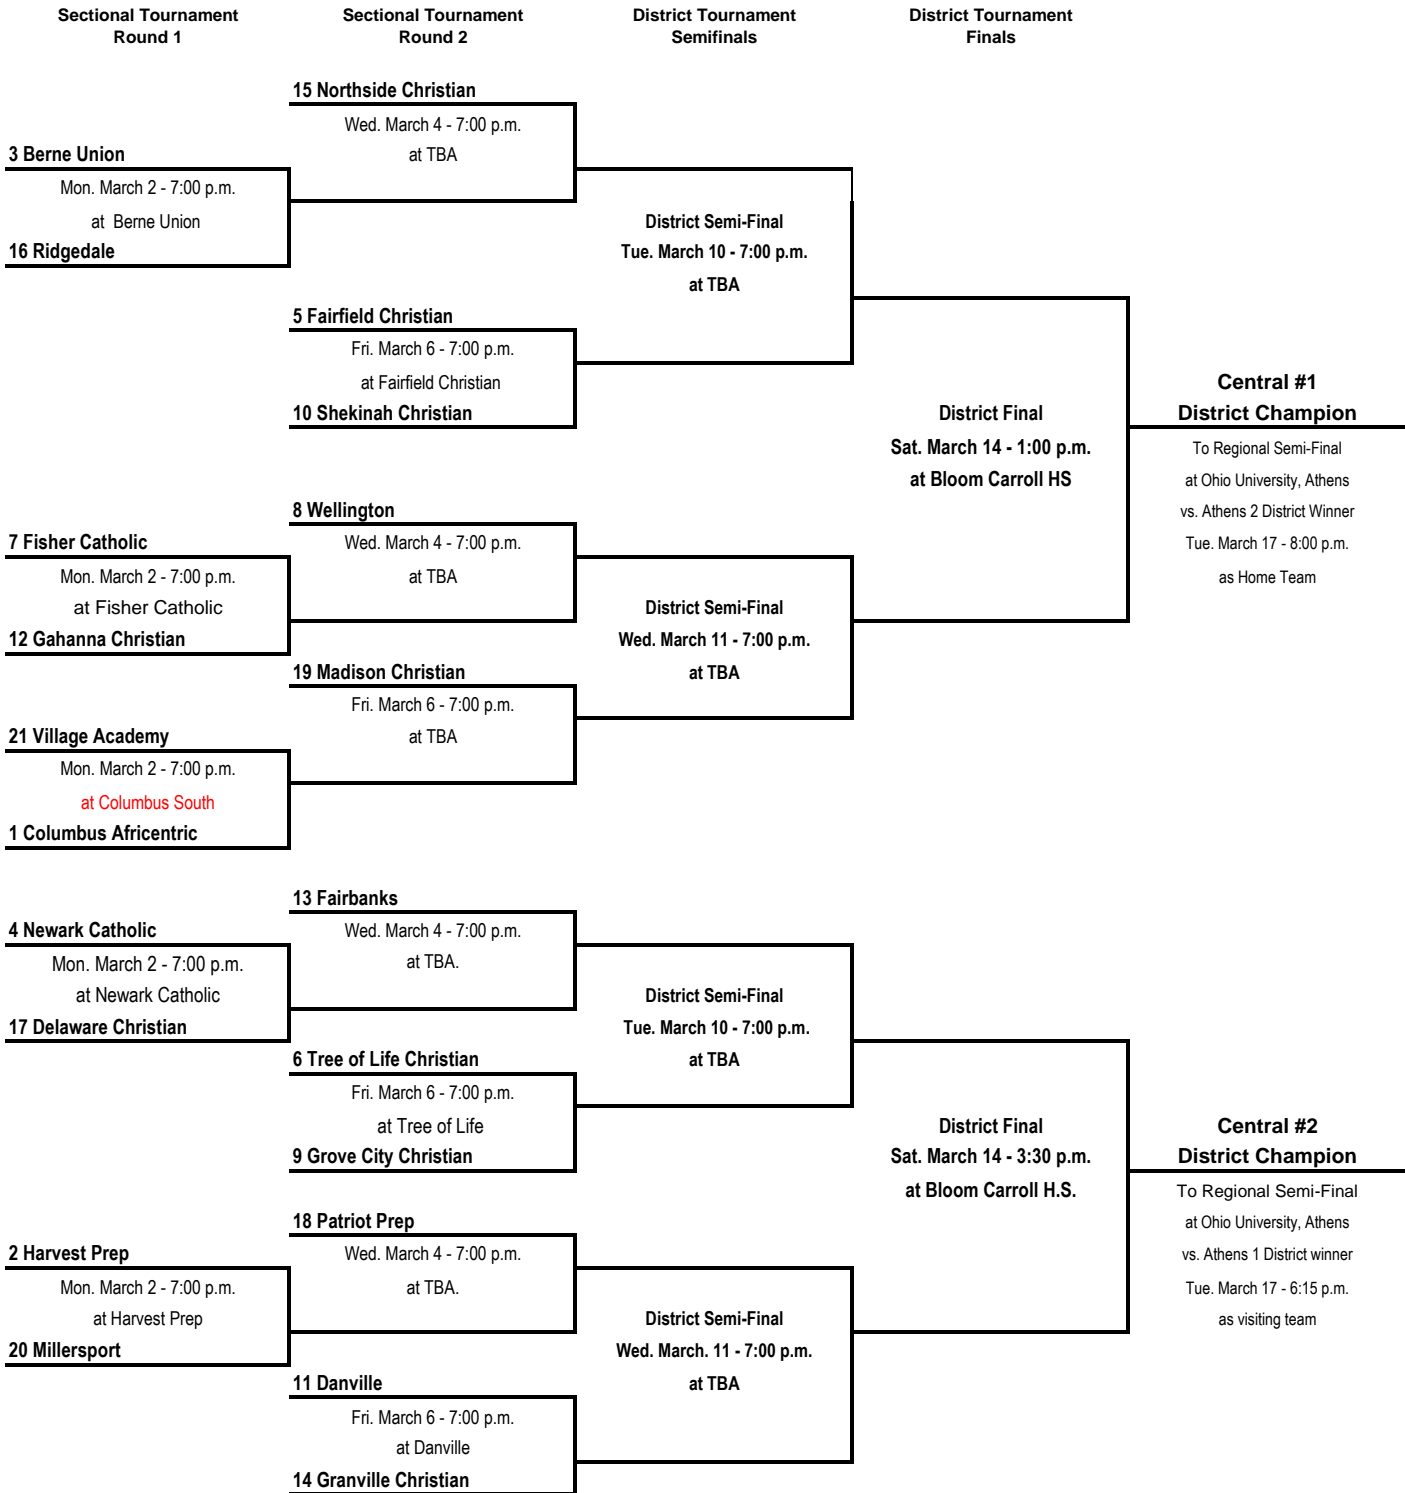 Sectional Tournament
Round 1
Sectional Tournament
Round 2
District Tournament
Semifinals
District Tournament
Finals
15 Northside Christian
Wed. March 4 - 7:00 p.m.
at TBA
3 Berne Union
Mon. March 2 - 7:00 p.m.
at Berne Union
16 Ridgedale
District Semi-Final
Tue. March 10 - 7:00 p.m.
at TBA
5 Fairfield Christian
Fri. March 6 - 7:00 p.m.
at Fairfield Christian
10 Shekinah Christian
District Final
Sat. March 14 - 1:00 p.m.
at Bloom Carroll HS
Central #1
District Champion
To Regional Semi-Final
at Ohio University, Athens
vs. Athens 2 District Winner
Tue. March 17 - 8:00 p.m.
as Home Team
8 Wellington
Wed. March 4 - 7:00 p.m.
at TBA
7 Fisher Catholic
Mon. March 2 - 7:00 p.m.
at Fisher Catholic
12 Gahanna Christian
District Semi-Final
Wed. March 11 - 7:00 p.m.
at TBA
19 Madison Christian
Fri. March 6 - 7:00 p.m.
at TBA
21 Village Academy
Mon. March 2 - 7:00 p.m.
at Columbus South
1 Columbus Africentric
13 Fairbanks
Wed. March 4 - 7:00 p.m.
at TBA.
4 Newark Catholic
Mon. March 2 - 7:00 p.m.
at Newark Catholic
17 Delaware Christian
District Semi-Final
Tue. March 10 - 7:00 p.m.
at TBA
6 Tree of Life Christian
Fri. March 6 - 7:00 p.m.
at Tree of Life
9 Grove City Christian
District Final
Sat. March 14 - 3:30 p.m.
at Bloom Carroll H.S.
Central #2
District Champion
To Regional Semi-Final
at Ohio University, Athens
vs. Athens 1 District winner
Tue. March 17 - 6:15 p.m.
as visiting team
18 Patriot Prep
Wed. March 4 - 7:00 p.m.
at TBA.
2 Harvest Prep
Mon. March 2 - 7:00 p.m.
at Harvest Prep
20 Millersport
District Semi-Final
Wed. March. 11 - 7:00 p.m.
at TBA
11 Danville
Fri. March 6 - 7:00 p.m.
at Danville
14 Granville Christian